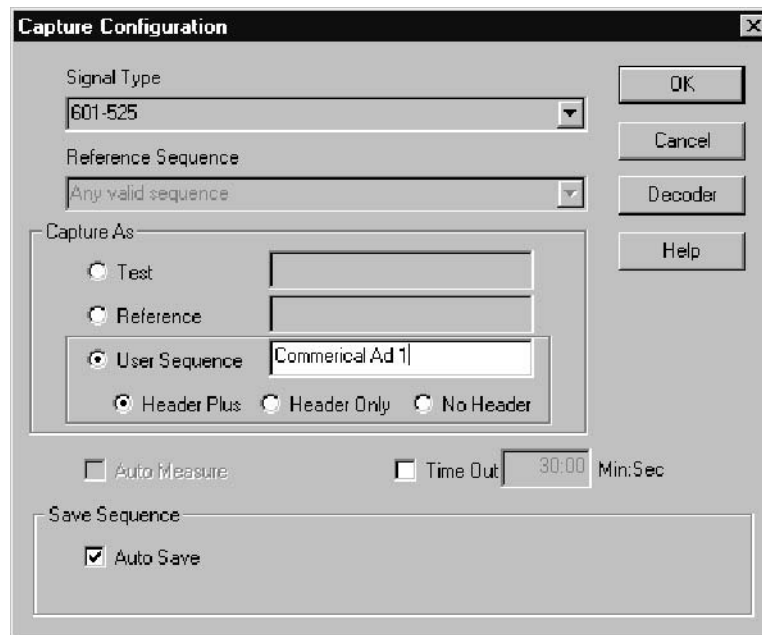 Capture Configuration
Signal Type
601-525
Reference Sequence
Any valid sequence
Capture As
Test
Reference
User Sequence
Commerical Ad 1
Header Plus
Header Only
No Header
Auto Measure
Time Out
30:00
Min:Sec
Save Sequence
Auto Save
OK
Cancel
Decoder
Help